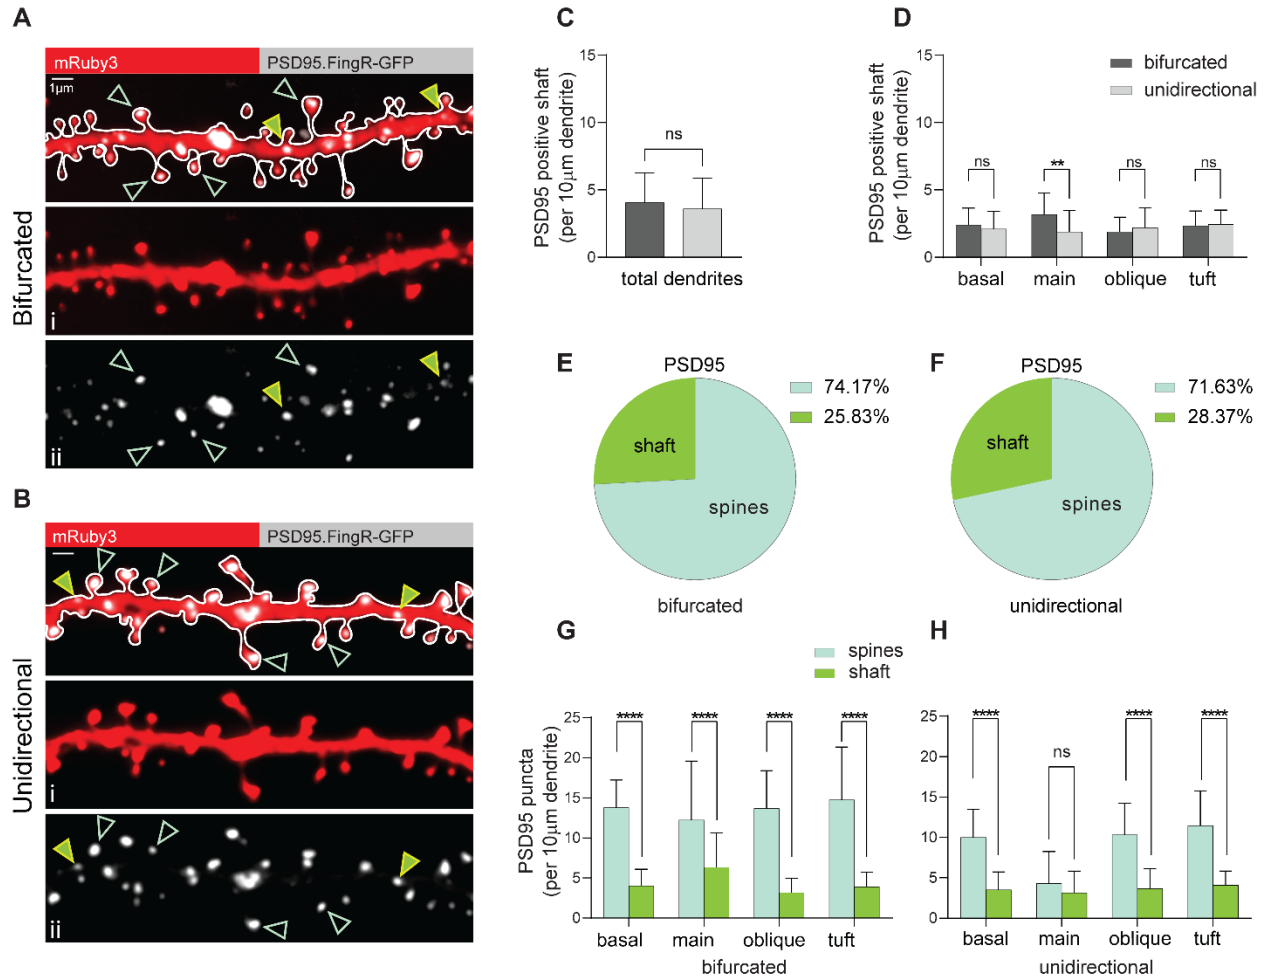 A
mRuby3
PSD95.FingR-GFP
1µm
Bifurcated
i
ii
B
mRuby3
PSD95.FingR-GFP
Unidirectional
i
ii
C
PSD95 positive shaft
(per 10µm dendrite)
15
10
5
0
ns
total dendrites
D
PSD95 positive shaft
(per 10µm dendrite)
15
10
5
0
bifurcated
unidirectional
ns
**
ns
ns
basal
main
oblique
tuft
E
PSD95
74.17%
25.83%
shaft
spines
bifurcated
F
PSD95
71.63%
28.37%
shaft
spines
unidirectional
G
spines
shaft
PSD95 puncta
(per 10µm dendrite)
25
20
15
10
5
0
****
****
****
****
basal
main
oblique
tuft
bifurcated
H
25
20
15
10
5
0
****
ns
****
****
basal
main
oblique
tuft
unidirectional